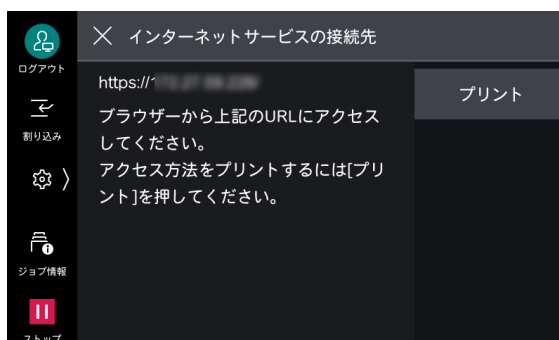 ログアウト
割り込み
ジョブ情報
ストップ
インターネットサービスの接続先
https://
ブラウザーから上記のURLにアクセス
してください。
アクセス方法をプリントするには[プリ
ント]を押してください。
プリント